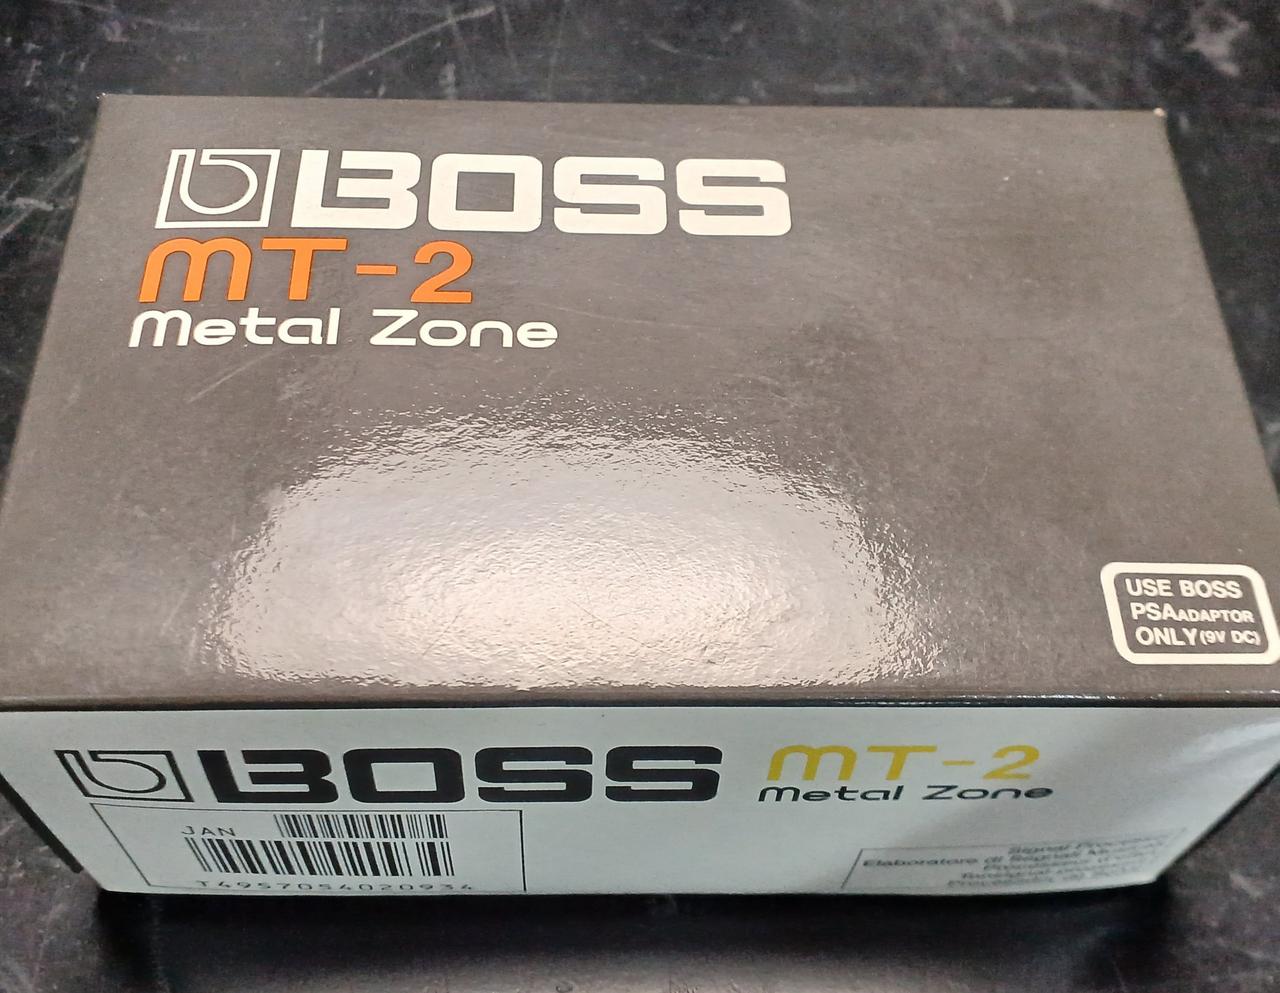 BOSS
MT-2
Metal Zone
USE BOSS
PSA ADAPTOR
ONLY (9V DC)
BOSS MT-2
Metal Zone
JAN
T4957054020934
Signal Processor
Elaboratore di Segnali